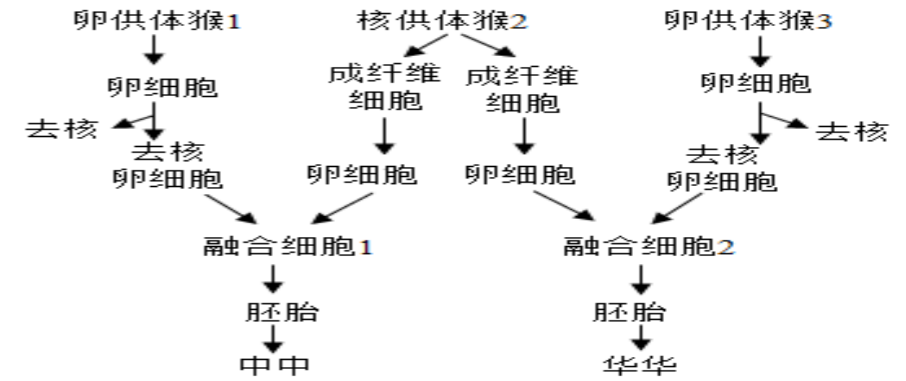 卵供体猴1 核供体猴2 卵供体猴3
卵细胞 成纤维细胞 成纤维细胞 卵细胞
去核 去核
去核卵细胞 卵细胞 卵细胞 去核卵细胞
融合细胞1 融合细胞2
胚胎 胚胎
中中 华华